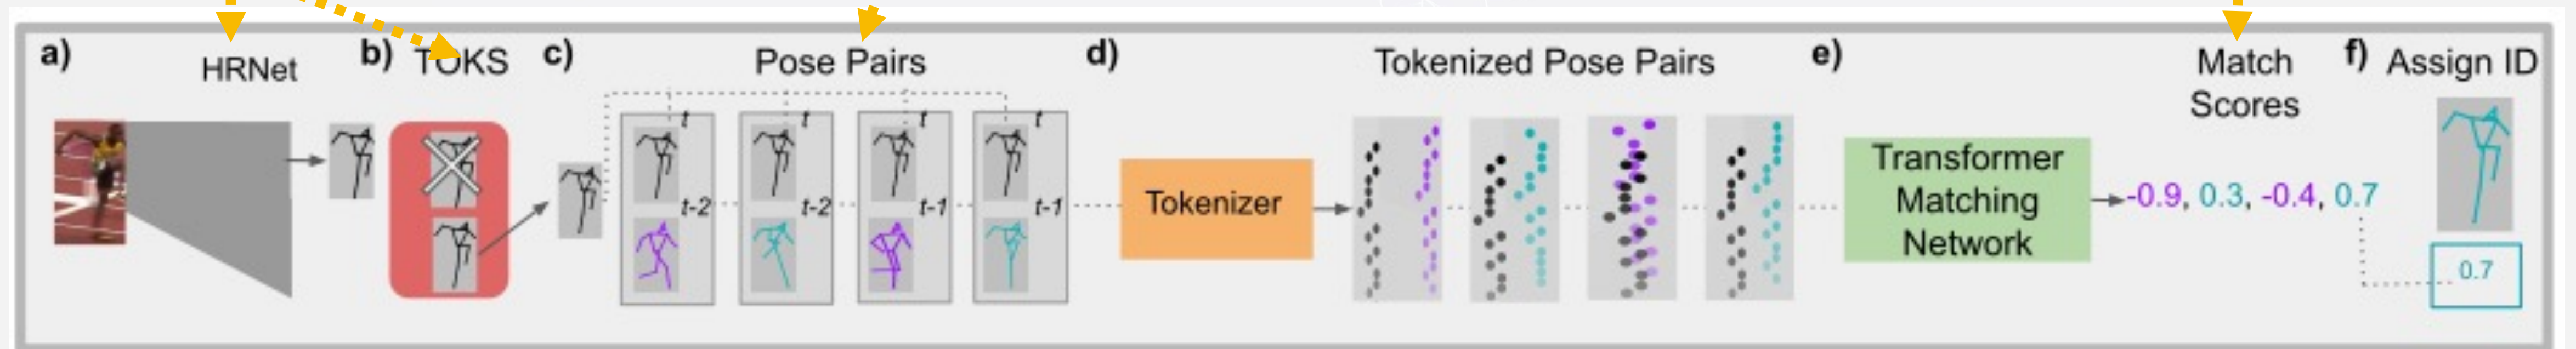 a)
HRNet
b)
TOKS
c)
Pose Pairs
t
t-2
t
t-2
t
t-1
t
t-1
d)
Tokenizer
Tokenized Pose Pairs
e)
Transformer
Matching
Network
Match
Scores
-0.9, 0.3, -0.4, 0.7
f)
Assign ID
0.7